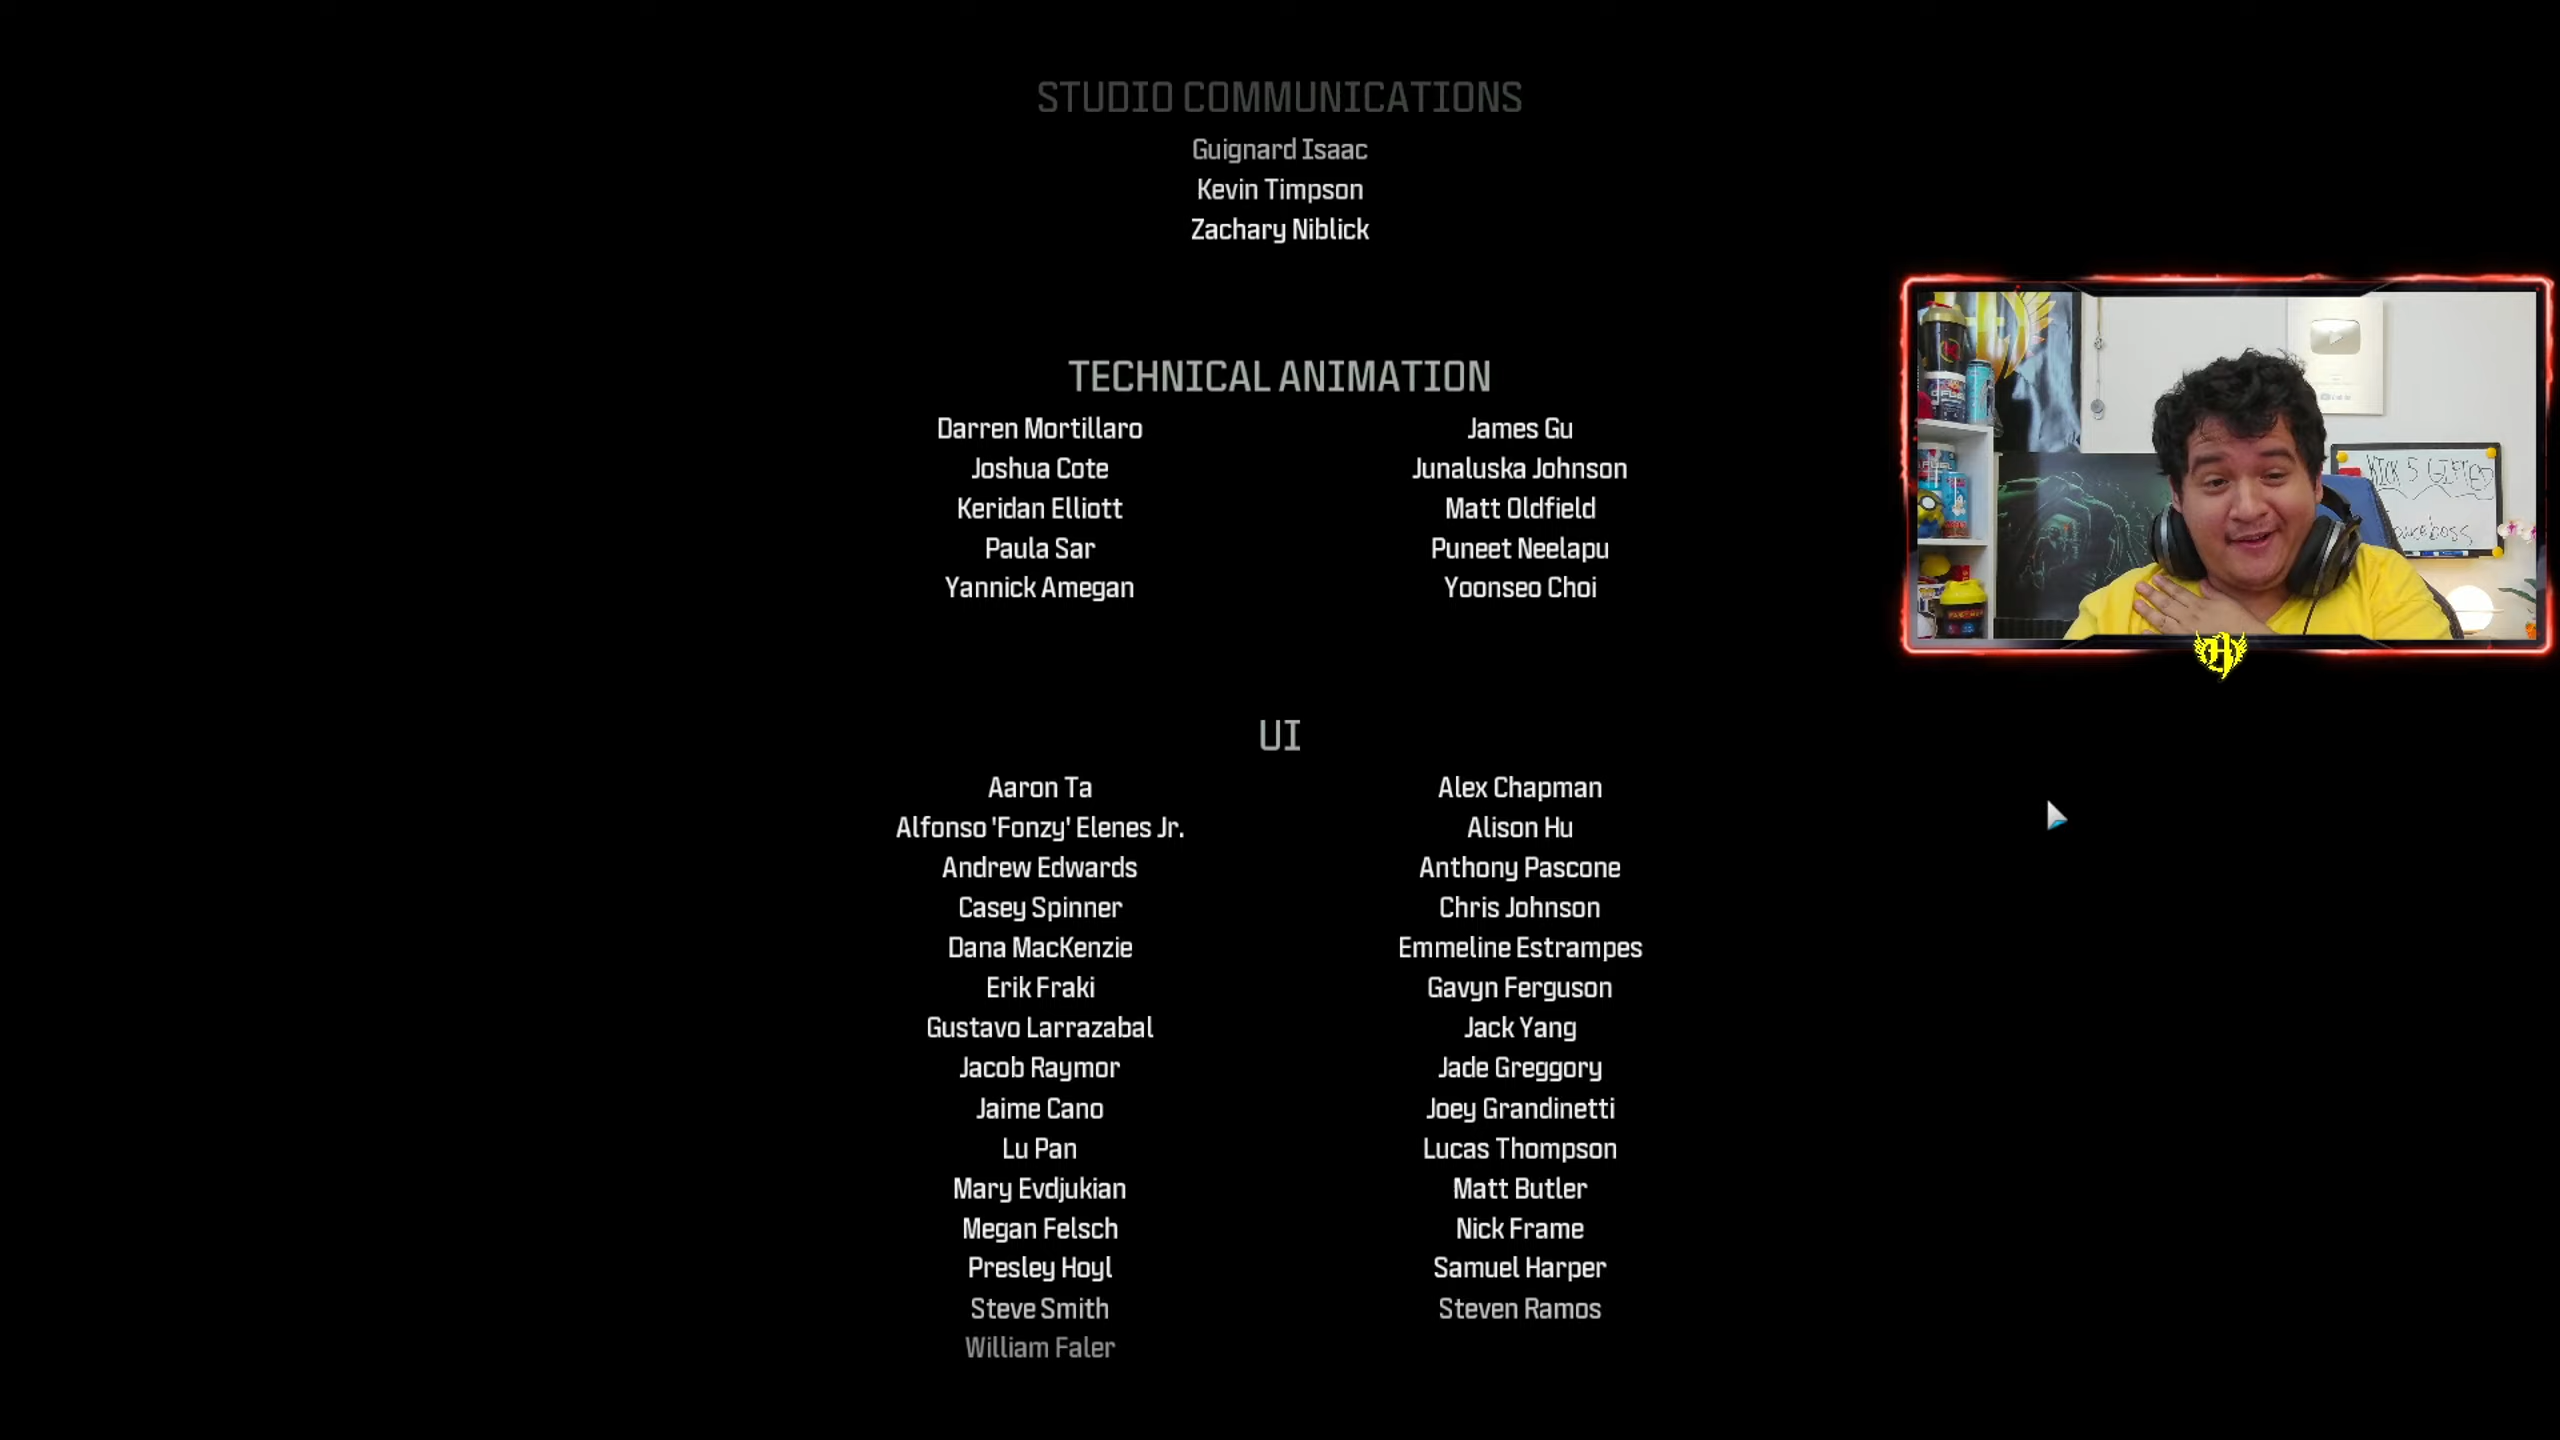 STUDIO COMMUNICATIONS
Guignard Isaac
Kevin Timpson
Zachary Niblick
TECHNICAL ANIMATION
Darren Mortillaro James Gu
Joshua Cote Junaluska Johnson
Keridan Elliott Matt Oldfield
Paula Sar Puneet Neelapu
Yannick Amegan Yoonseo Choi
UI
Aaron Ta Alex Chapman
Alfonso 'Fonzy' Elenes Jr. Alison Hu
Andrew Edwards Anthony Pascone
Casey Spinner Chris Johnson
Dana MacKenzie Emmeline Estrampes
Erik Fraki Gavyn Ferguson
Gustavo Larrazabal Jack Yang
Jacob Raymor Jade Greggory
Jaime Cano Joey Grandinetti
Lu Pan Lucas Thompson
Mary Evdjukian Matt Butler
Megan Felsch Nick Frame
Presley Hoyl Samuel Harper
Steve Smith Steven Ramos
William Faler
KICK 5 GIFTED